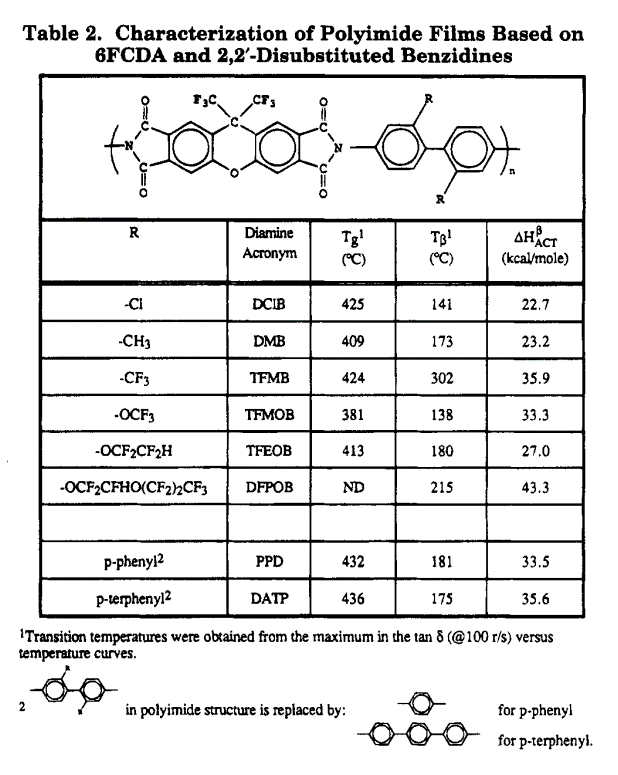 Table 2. Characterization of Polyimide Films Based on
6FCDA and 2,2′-Disubstituted Benzidines
F3C CF3
O O R
C C
N N
C O C n
O O R
R Diamine Acronym Tg1 (°C) Tβ1 (°C) ΔHβACT (kcal/mole)
-Cl DClB 425 141 22.7
-CH3 DMB 409 173 23.2
-CF3 TFMB 424 302 35.9
-OCF3 TFMOB 381 138 33.3
-OCF2CF2H TFEOB 413 180 27.0
-OCF2CFHO(CF2)2CF3 DFPOB ND 215 43.3
p-phenyl2 PPD 432 181 33.5
p-terphenyl2 DATP 436 175 35.6
1Transition temperatures were obtained from the maximum in the tan δ (@100 r/s) versus
temperature curves.
R
R
2 in polyimide structure is replaced by: for p-phenyl
for p-terphenyl.